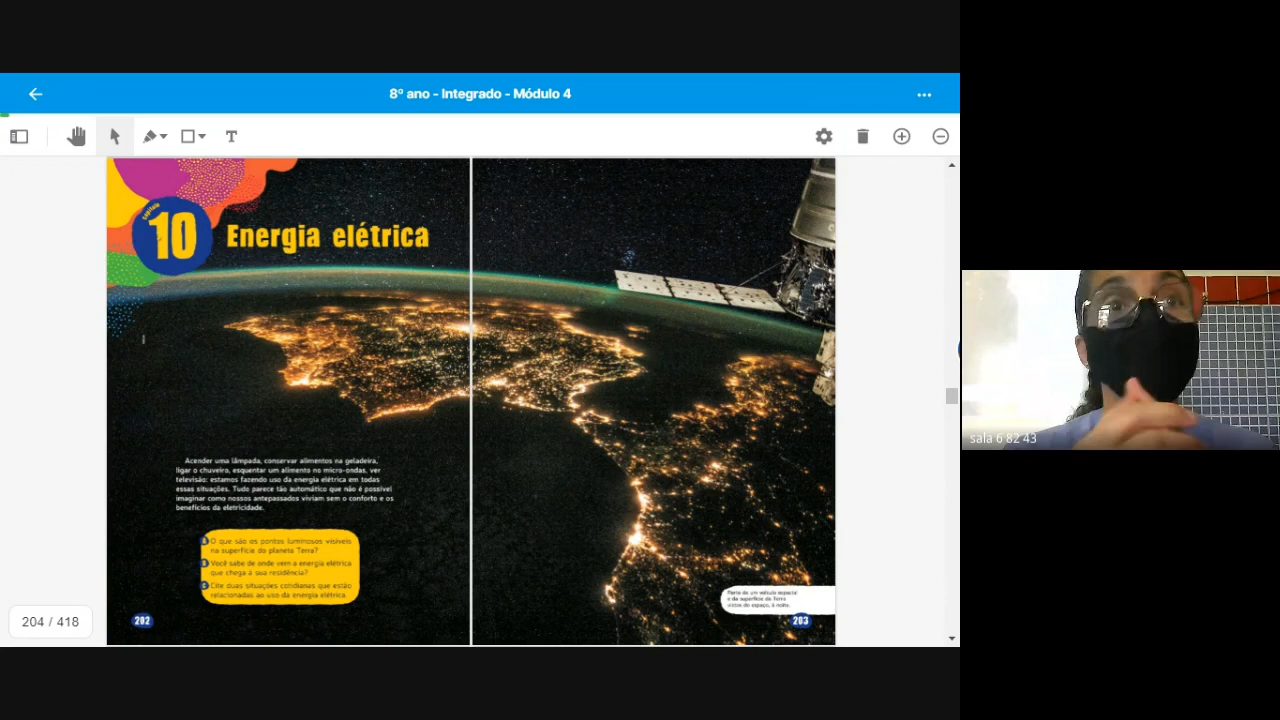 8º ano - Integrado - Módulo 4
T
capítulo
10
Energia elétrica
Acender uma lâmpada, conservar alimentos na geladeira,
ligar o chuveiro, esquentar um alimento no micro-ondas, ver
televisão: estamos fazendo uso da energia elétrica em todas
essas situações. Tudo parece tão automático que não é possível
imaginar como nossos antepassados viviam sem o conforto e os
benefícios da eletricidade.
A O que são os pontos luminosos visíveis
na superfície do planeta Terra?
B Você sabe de onde vem a energia elétrica
que chega à sua residência?
C Cite duas situações cotidianas que estão
relacionadas ao uso da energia elétrica.
Parte de um veículo espacial
e da superfície da Terra
vistos do espaço, à noite.
202
203
204 / 418
sala 6 82 43